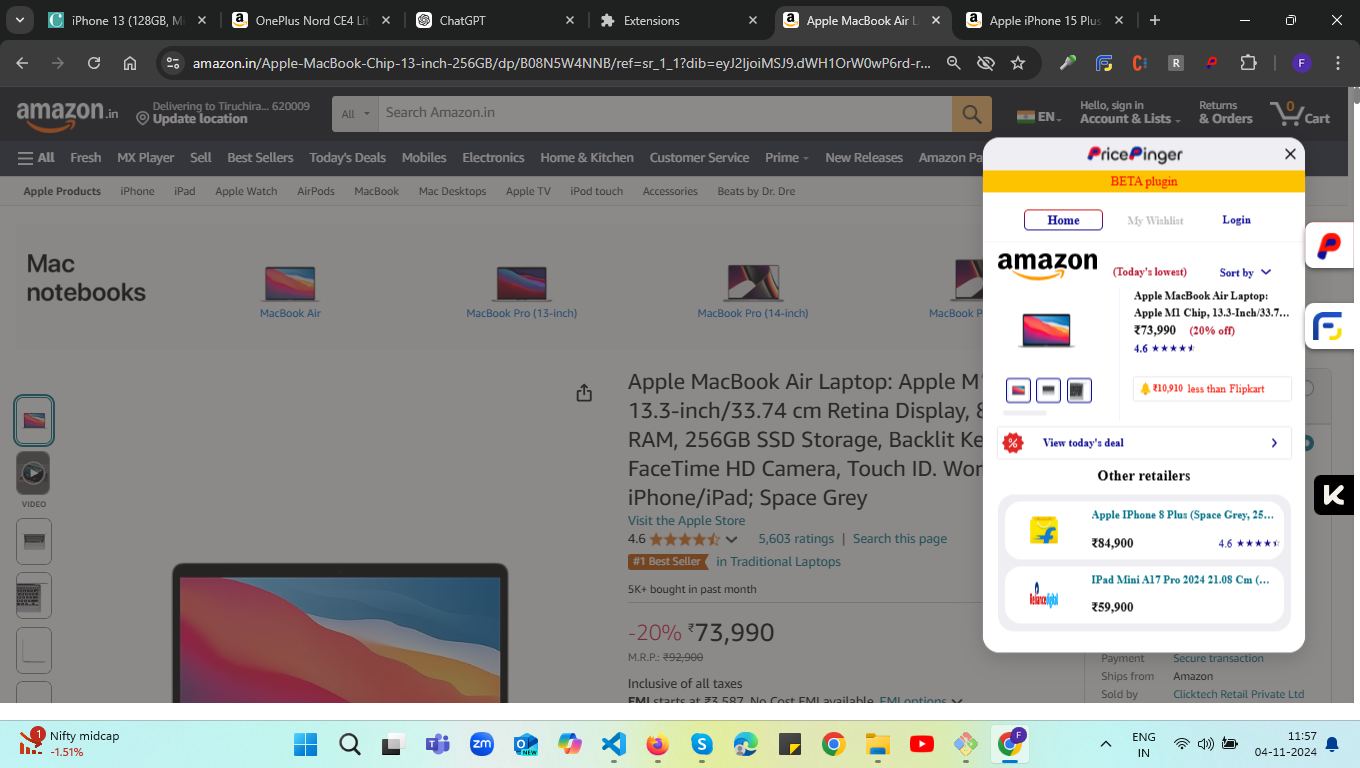 iPhone 13 (128GB, Mi
OnePlus Nord CE4 Lit
ChatGPT
Extensions
Apple MacBook Air L
Apple iPhone 15 Plus
amazon.in/Apple-MacBook-Chip-13-inch-256GB/dp/B08N5W4NNB/ref=sr_1_1?dib=eyJ2IjoiMSJ9.dWH1OrW0wP6rd-r...
R
F
amazon.in
Delivering to Tiruchira... 620009
Update location
All
Search Amazon.in
EN
Hello, sign in
Account & Lists
Returns
& Orders
0
Cart
All Fresh MX Player Sell Best Sellers Today's Deals Mobiles Electronics Home & Kitchen Customer Service Prime New Releases Amazon Pa
Apple Products iPhone iPad Apple Watch AirPods MacBook Mac Desktops Apple TV iPod touch Accessories Beats by Dr. Dre
Mac
notebooks
MacBook Air
MacBook Pro (13-inch)
MacBook Pro (14-inch)
MacBook P
VIDEO
Apple MacBook Air Laptop: Apple M
13.3-inch/33.74 cm Retina Display, 8
RAM, 256GB SSD Storage, Backlit Ke
FaceTime HD Camera, Touch ID. Wor
iPhone/iPad; Space Grey
Visit the Apple Store
4.6
5,603 ratings | Search this page
#1 Best Seller in Traditional Laptops
5K+ bought in past month
-20% ₹73,990
M.R.P.: ₹92,900
Inclusive of all taxes
EMI starts at ₹3,587. No Cost EMI available EMI options
PricePinger
BETA plugin
Home
My Wishlist
Login
amazon
(Today's lowest)
Sort by
Apple MacBook Air Laptop:
Apple M1 Chip, 13.3-Inch/33.7...
₹73,990 (20% off)
4.6
₹10,910 less than Flipkart
View today's deal
Other retailers
Apple IPhone 8 Plus (Space Grey, 25...
₹84,900
4.6
IPad Mini A17 Pro 2024 21.08 Cm (...
Reliance digital
₹59,900
Payment Secure transaction
Ships from Amazon
Sold by Clicktech Retail Private Ltd
1
Nifty midcap
-1.51%
zm
NEW
F
ENG
IN
11:57
04-11-2024